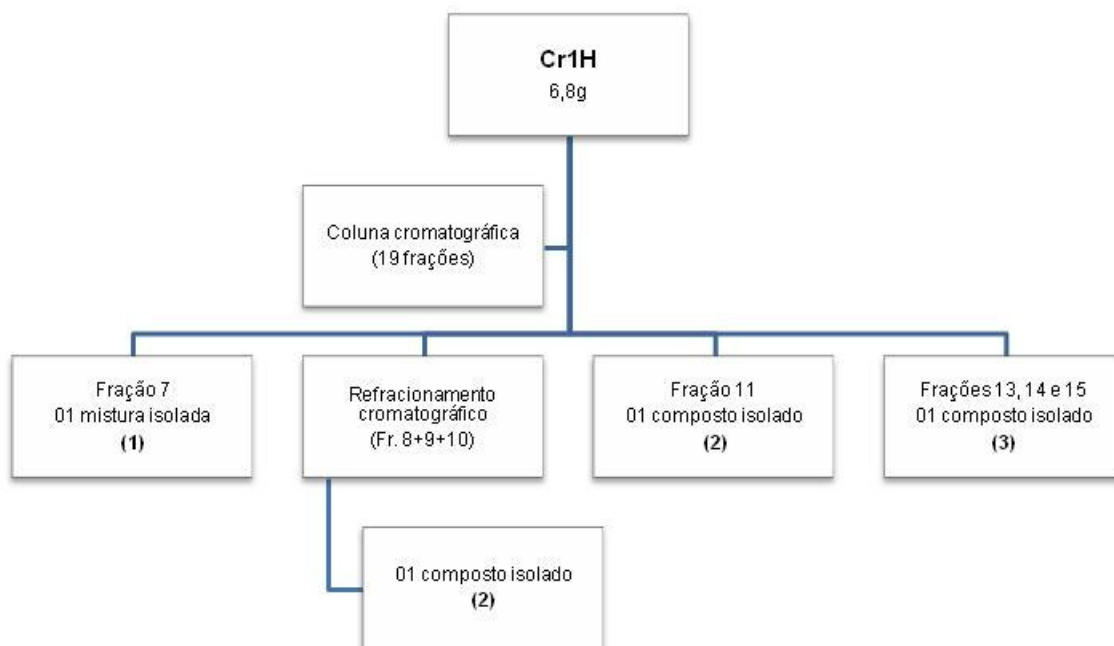 Cr1H
6,8g
Coluna cromatográfica
(19 frações)
Fração 7
01 mistura isolada
(1)
Refracionamento
cromatográfico
(Fr. 8+9+10)
Fração 11
01 composto isolado
(2)
Frações 13, 14 e 15
01 composto isolado
(3)
01 composto isolado
(2)